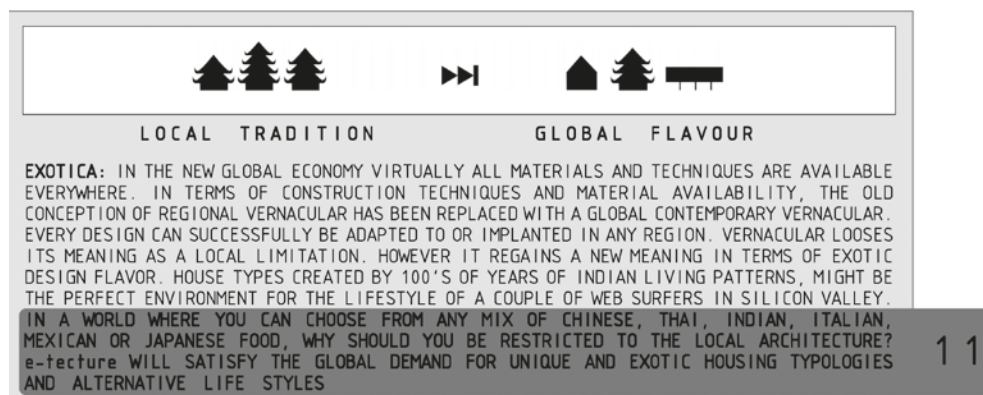 LOCAL TRADITION GLOBAL FLAVOUR
EXOTICA: IN THE NEW GLOBAL ECONOMY VIRTUALLY ALL MATERIALS AND TECHNIQUES ARE AVAILABLE
EVERYWHERE. IN TERMS OF CONSTRUCTION TECHNIQUES AND MATERIAL AVAILABILITY, THE OLD
CONCEPTION OF REGIONAL VERNACULAR HAS BEEN REPLACED WITH A GLOBAL CONTEMPORARY VERNACULAR.
EVERY DESIGN CAN SUCCESSFULLY BE ADAPTED TO OR IMPLANTED IN ANY REGION. VERNACULAR LOOSES
ITS MEANING AS A LOCAL LIMITATION. HOWEVER IT REGAINS A NEW MEANING IN TERMS OF EXOTIC
DESIGN FLAVOR. HOUSE TYPES CREATED BY 100'S OF YEARS OF INDIAN LIVING PATTERNS, MIGHT BE
THE PERFECT ENVIRONMENT FOR THE LIFESTYLE OF A COUPLE OF WEB SURFERS IN SILICON VALLEY.
IN A WORLD WHERE YOU CAN CHOOSE FROM ANY MIX OF CHINESE, THAI, INDIAN, ITALIAN,
MEXICAN OR JAPANESE FOOD, WHY SHOULD YOU BE RESTRICTED TO THE LOCAL ARCHITECTURE?
e-tecture WILL SATISFY THE GLOBAL DEMAND FOR UNIQUE AND EXOTIC HOUSING TYPOLOGIES
AND ALTERNATIVE LIFE STYLES
11